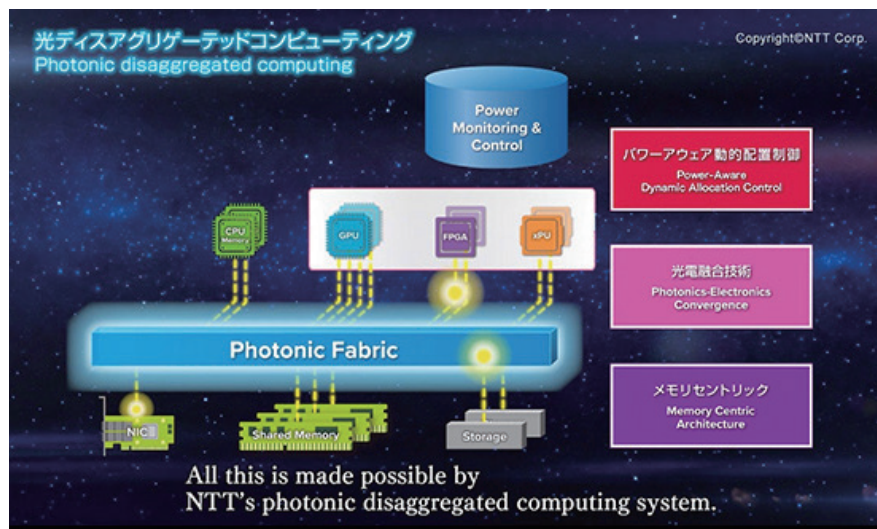 光ディスアグリゲーテッドコンピューティング
Photonic disaggregated computing
Copyright©NTT Corp.
Power
Monitoring &
Control
パワーアウェア動的配置制御
Power-Aware
Dynamic Allocation Control
CPU
Memory
GPU
FPGA
xPU
光電融合技術
Photonics-Electronics
Convergence
Photonic Fabric
メモリセントリック
Memory Centric
Architecture
NIC
Shared Memory
Storage
All this is made possible by
NTT's photonic disaggregated computing system.